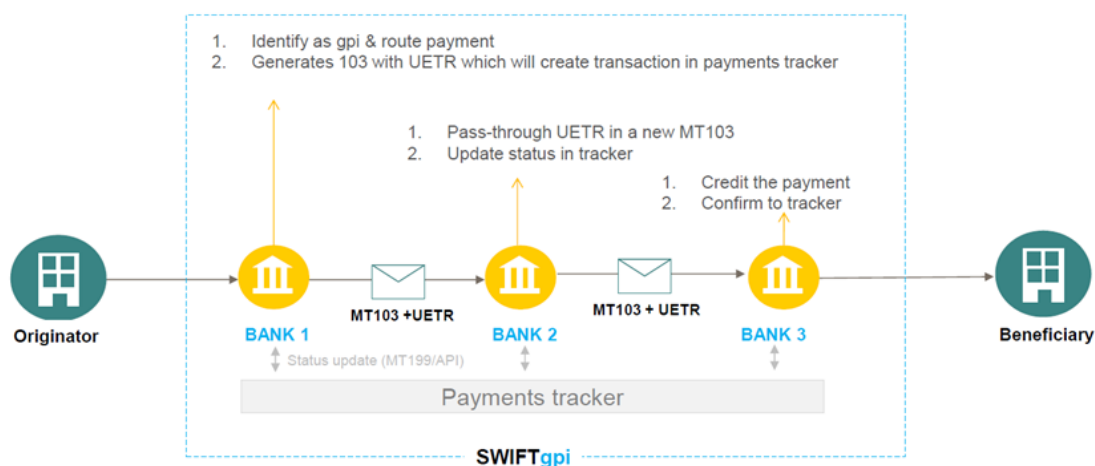 1. Identify as gpi & route payment
2. Generates 103 with UETR which will create transaction in payments tracker
1. Pass-through UETR in a new MT103
2. Update status in tracker
1. Credit the payment
2. Confirm to tracker
MT103 +UETR
MT103 + UETR
Originator
BANK 1
BANK 2
BANK 3
Beneficiary
Status update (MT199/API)
Payments tracker
SWIFTgpi